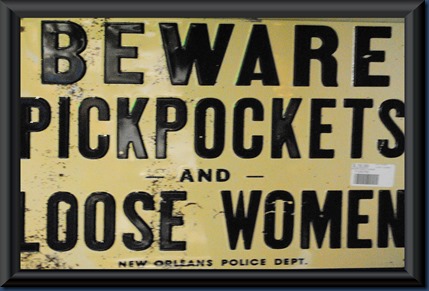 BEWARE
PICKPOCKETS
— AND —
LOOSE WOMEN
NEW ORLEANS POLICE DEPT.